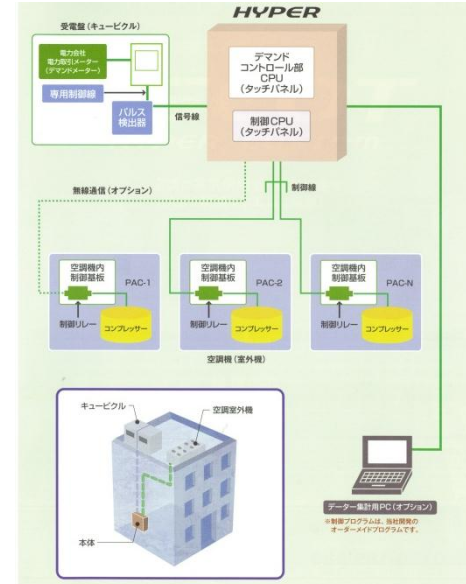 HYPER
受電盤（キュービクル）
電力会社
電力取引メーター
（デマンドメーター）
専用制御線
パルス
検出器
信号線
デマンド
コントロール部
CPU
（タッチパネル）
制御CPU
（タッチパネル）
無線通信（オプション）
制御線
空調機内
制御基板
PAC-1
制御リレー
コンプレッサー
空調機内
制御基板
PAC-2
制御リレー
コンプレッサー
空調機内
制御基板
PAC-N
制御リレー
コンプレッサー
空調機（室外機）
キュービクル
空調室外機
本体
データー集計用PC（オプション）
※制御プログラムは、当社開発の
オーダーメイドプログラムです。